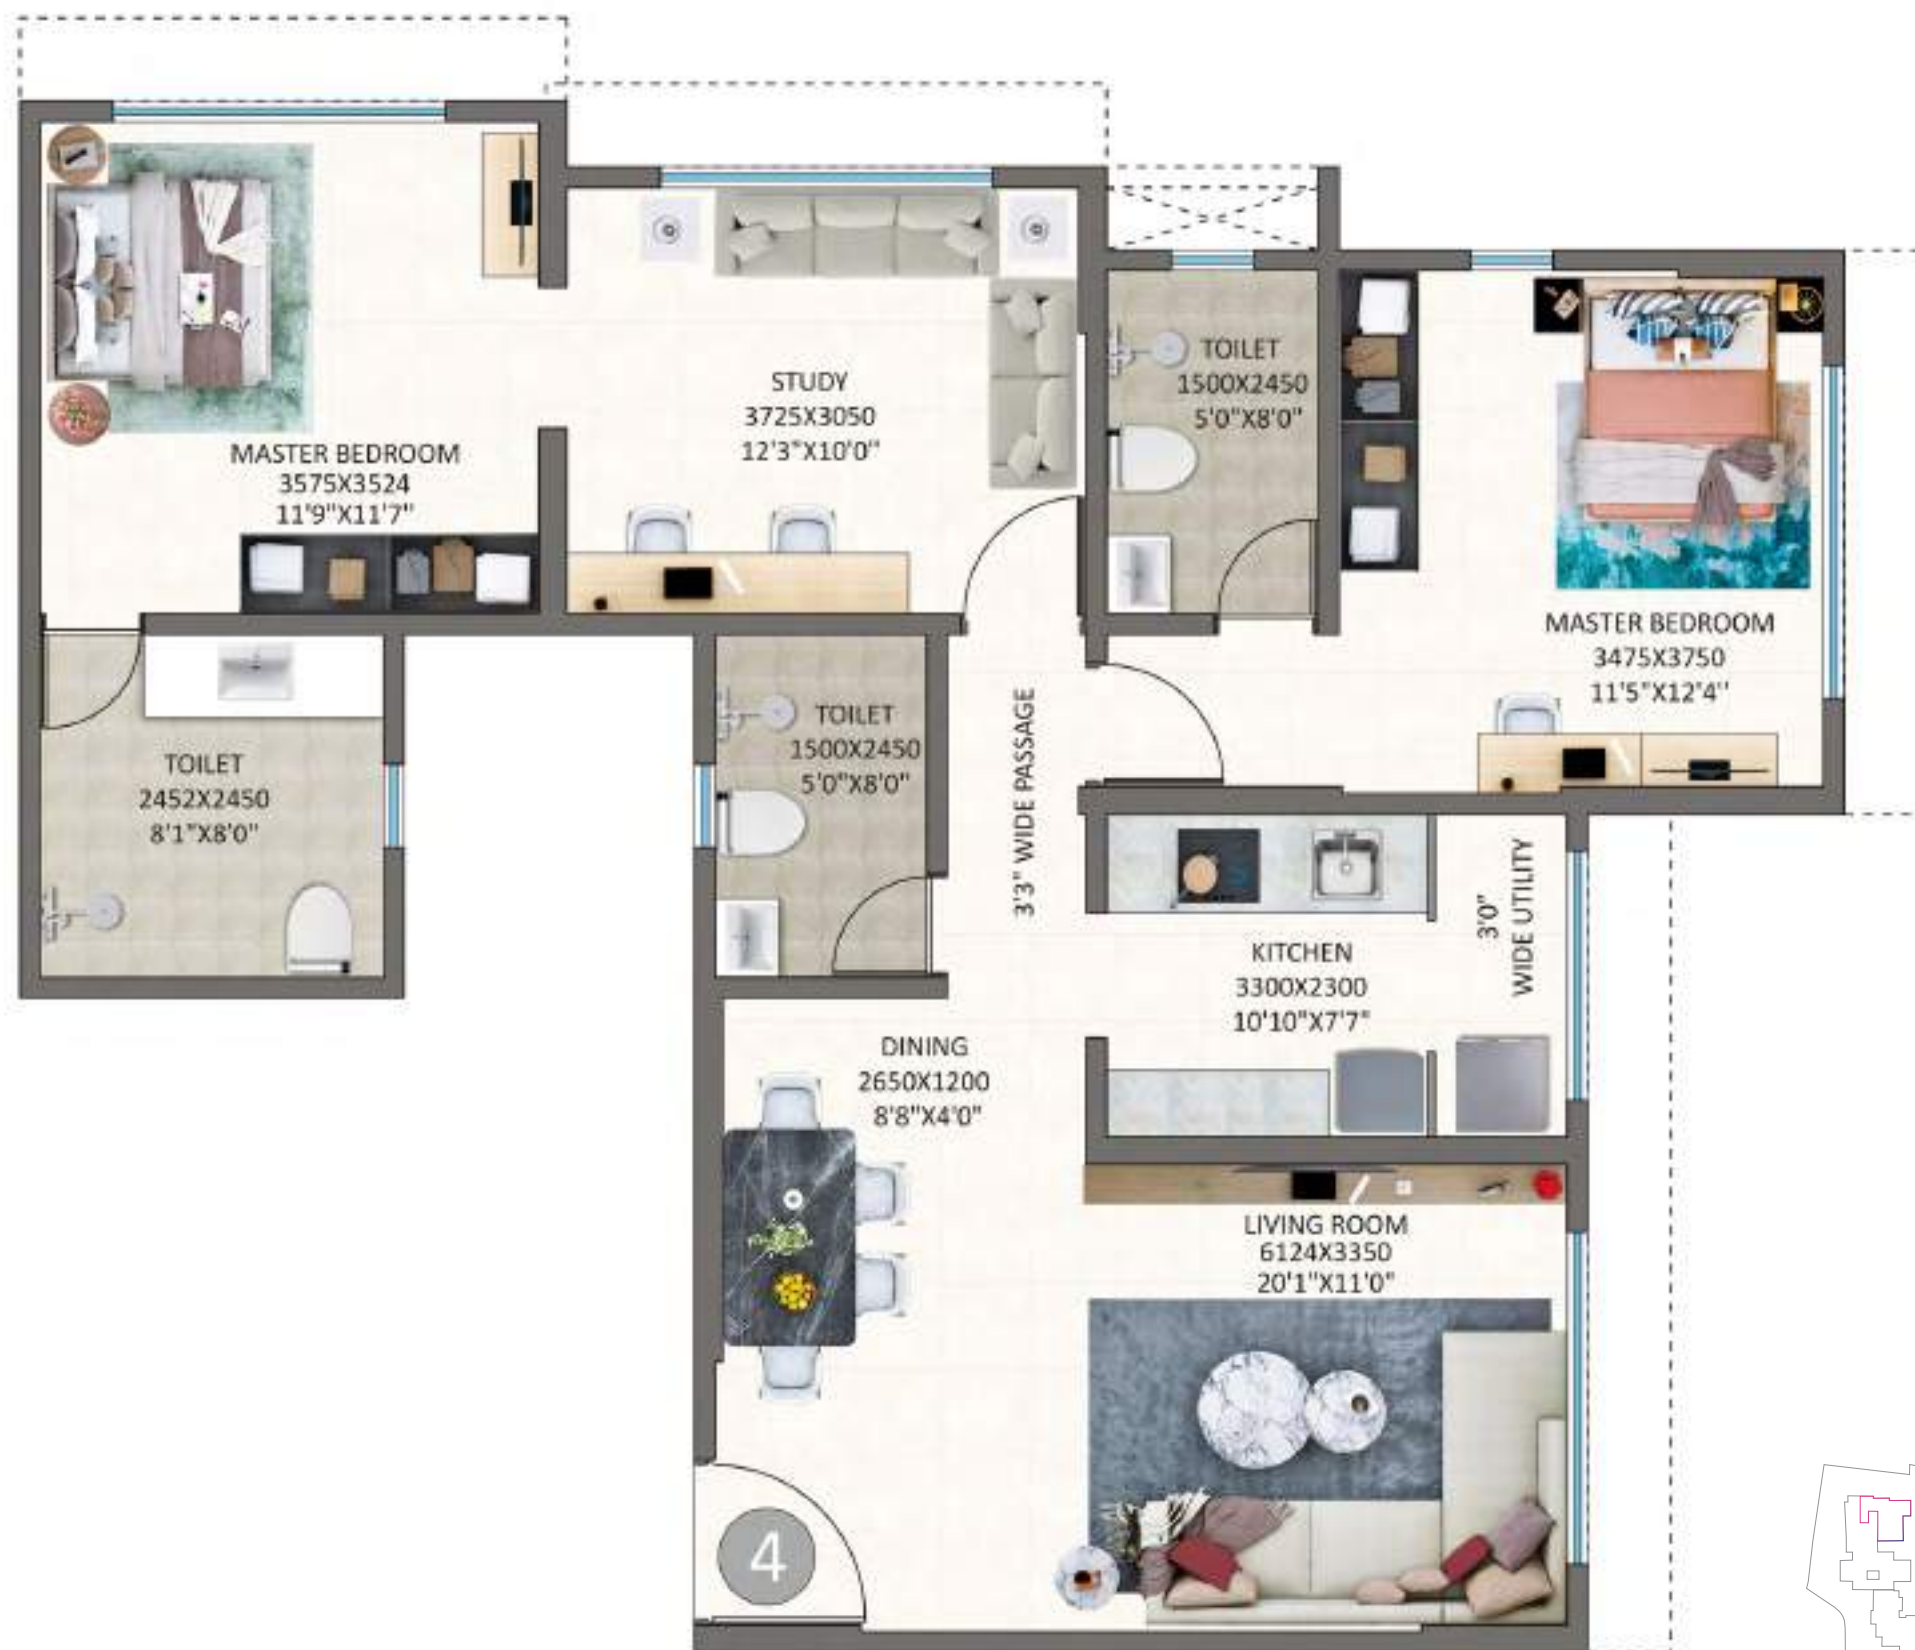 MASTER BEDROOM
3575X3524
11'9"X11'7"
STUDY
3725X3050
12'3"X10'0"
TOILET
1500X2450
5'0"X8'0"
MASTER BEDROOM
3475X3750
11'5"X12'4"
TOILET
2452X2450
8'1"X8'0"
TOILET
1500X2450
5'0"X8'0"
3'3" WIDE PASSAGE
KITCHEN
3300X2300
10'10"X7'7"
3'0"
WIDE UTILITY
DINING
2650X1200
8'8"X4'0"
LIVING ROOM
6124X3350
20'1"X11'0"
4